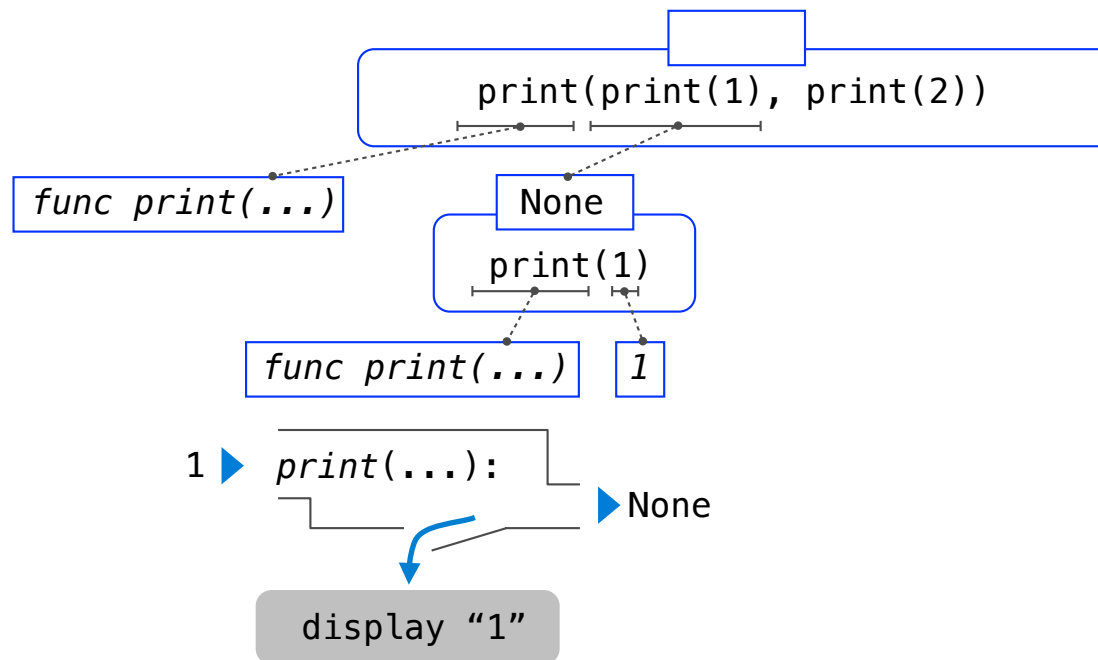 print(print(1), print(2))
func print(...)
None
print(1)
func print(...)
1
1
print(...):
None
display “1”